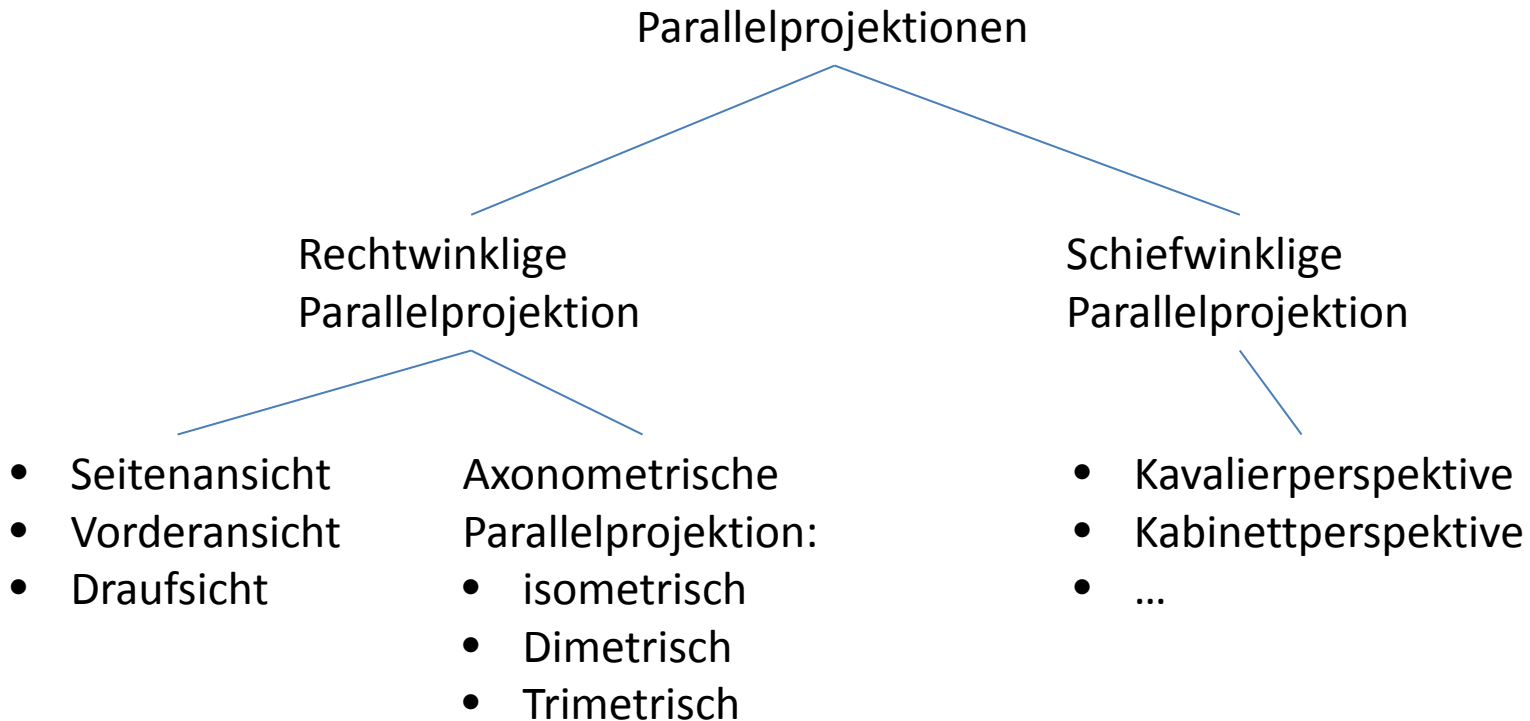 Parallelprojektionen
Rechtwinklige
Parallelprojektion
Schiefwinklige
Parallelprojektion
• Seitenansicht
• Vorderansicht
• Draufsicht
Axonometrische
Parallelprojektion:
• isometrisch
• Dimetrisch
• Trimetrisch
• Kavalierperspektive
• Kabinettperspektive
• …